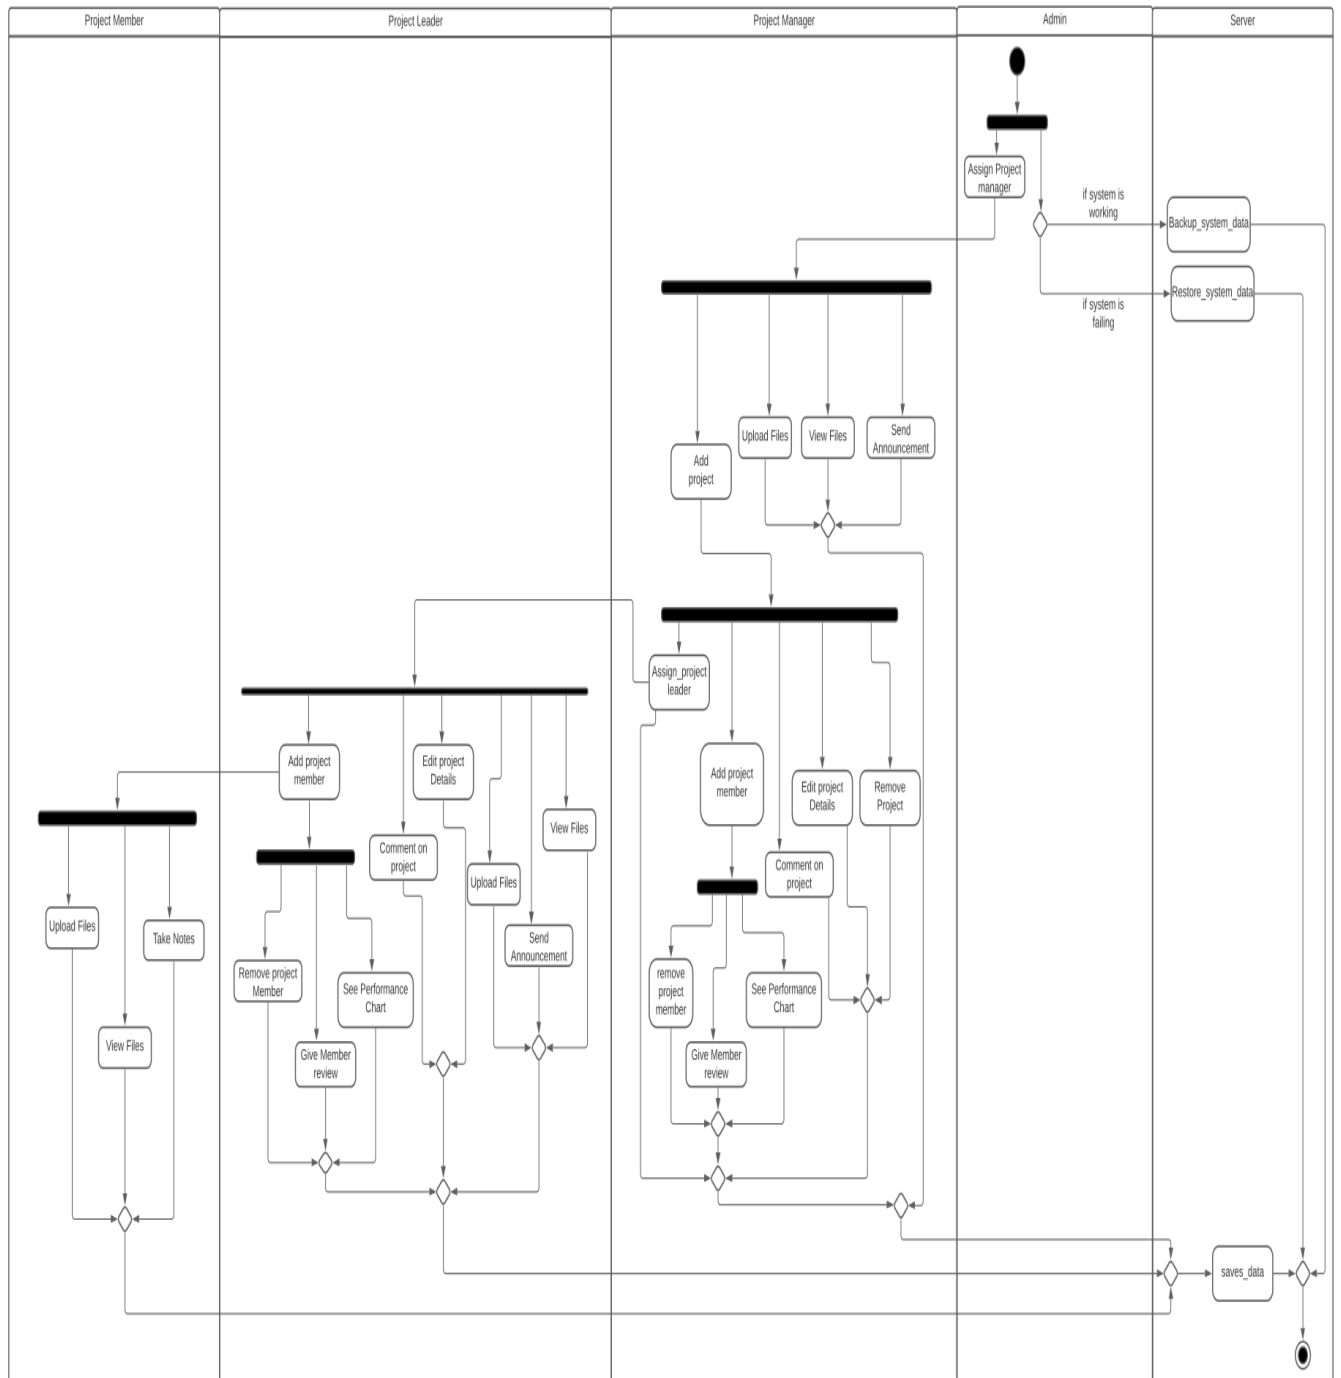 Project Member
Project Leader
Project Manager
Admin
Server
Assign Project
manager
if system is
working
Backup_system_data
Restore_system_data
if system is
failing
Upload Files
View Files
Send
Announcement
Add
project
Assign_project
leader
Add project
member
Edit project
Details
View Files
Comment on
project
Upload Files
Send
Announcement
Add project
member
Edit project
Details
Remove
Project
Comment on
project
Upload Files
Take Notes
View Files
Remove project
Member
See Performance
Chart
Give Member
review
remove
project
member
See Performance
Chart
Give Member
review
saves_data